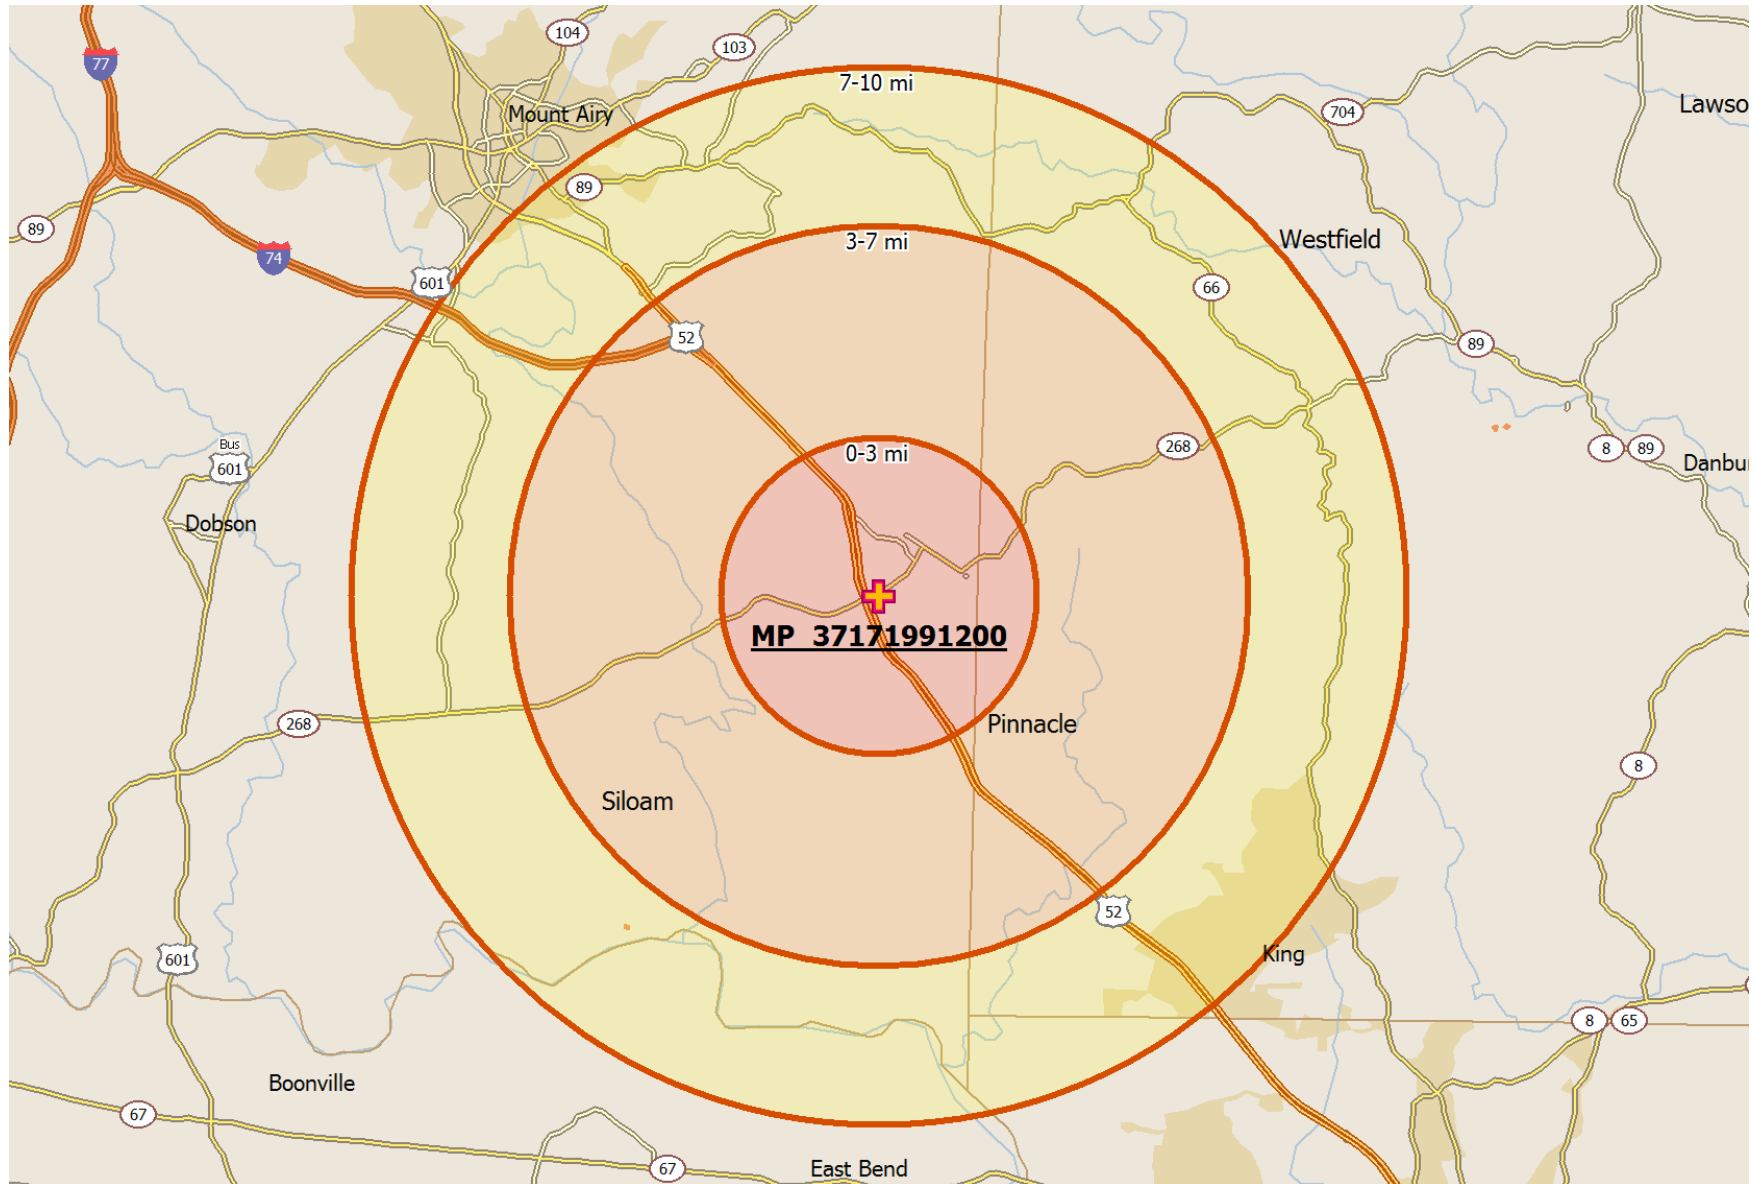 104
103
77
7-10 mi
Mount Airy
704
Lawso
89
89
3-7 mi
Westfield
74
601
66
52
89
0-3 mi
268
Bus
601
8
89
Danbu
Dobson
MP 37171991200
268
Pinnacle
8
Siloam
52
King
601
8
65
Boonville
67
67
East Bend